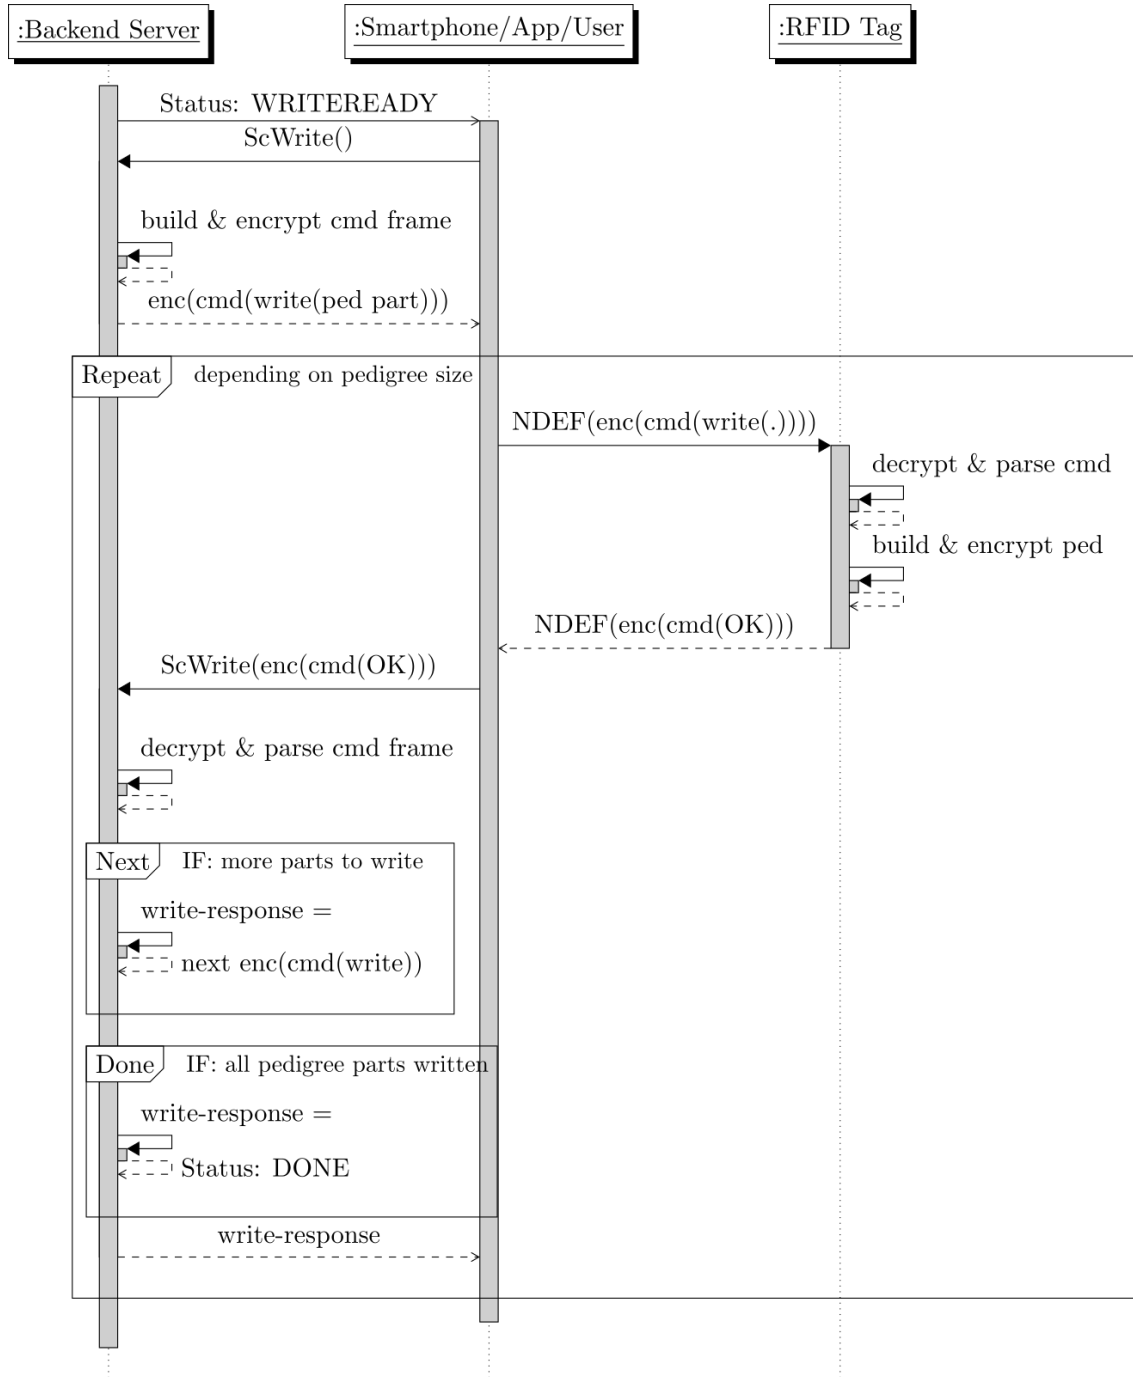 :Backend Server
:Smartphone/App/User
:RFID Tag
Status: WRITEREADY
ScWrite()
build & encrypt cmd frame
enc(cmd(write(ped part)))
Repeat
depending on pedigree size
NDEF(enc(cmd(write(.))))
decrypt & parse cmd
build & encrypt ped
NDEF(enc(cmd(OK)))
ScWrite(enc(cmd(OK)))
decrypt & parse cmd frame
Next
IF: more parts to write
write-response =
next enc(cmd(write))
Done
IF: all pedigree parts written
write-response =
Status: DONE
write-response